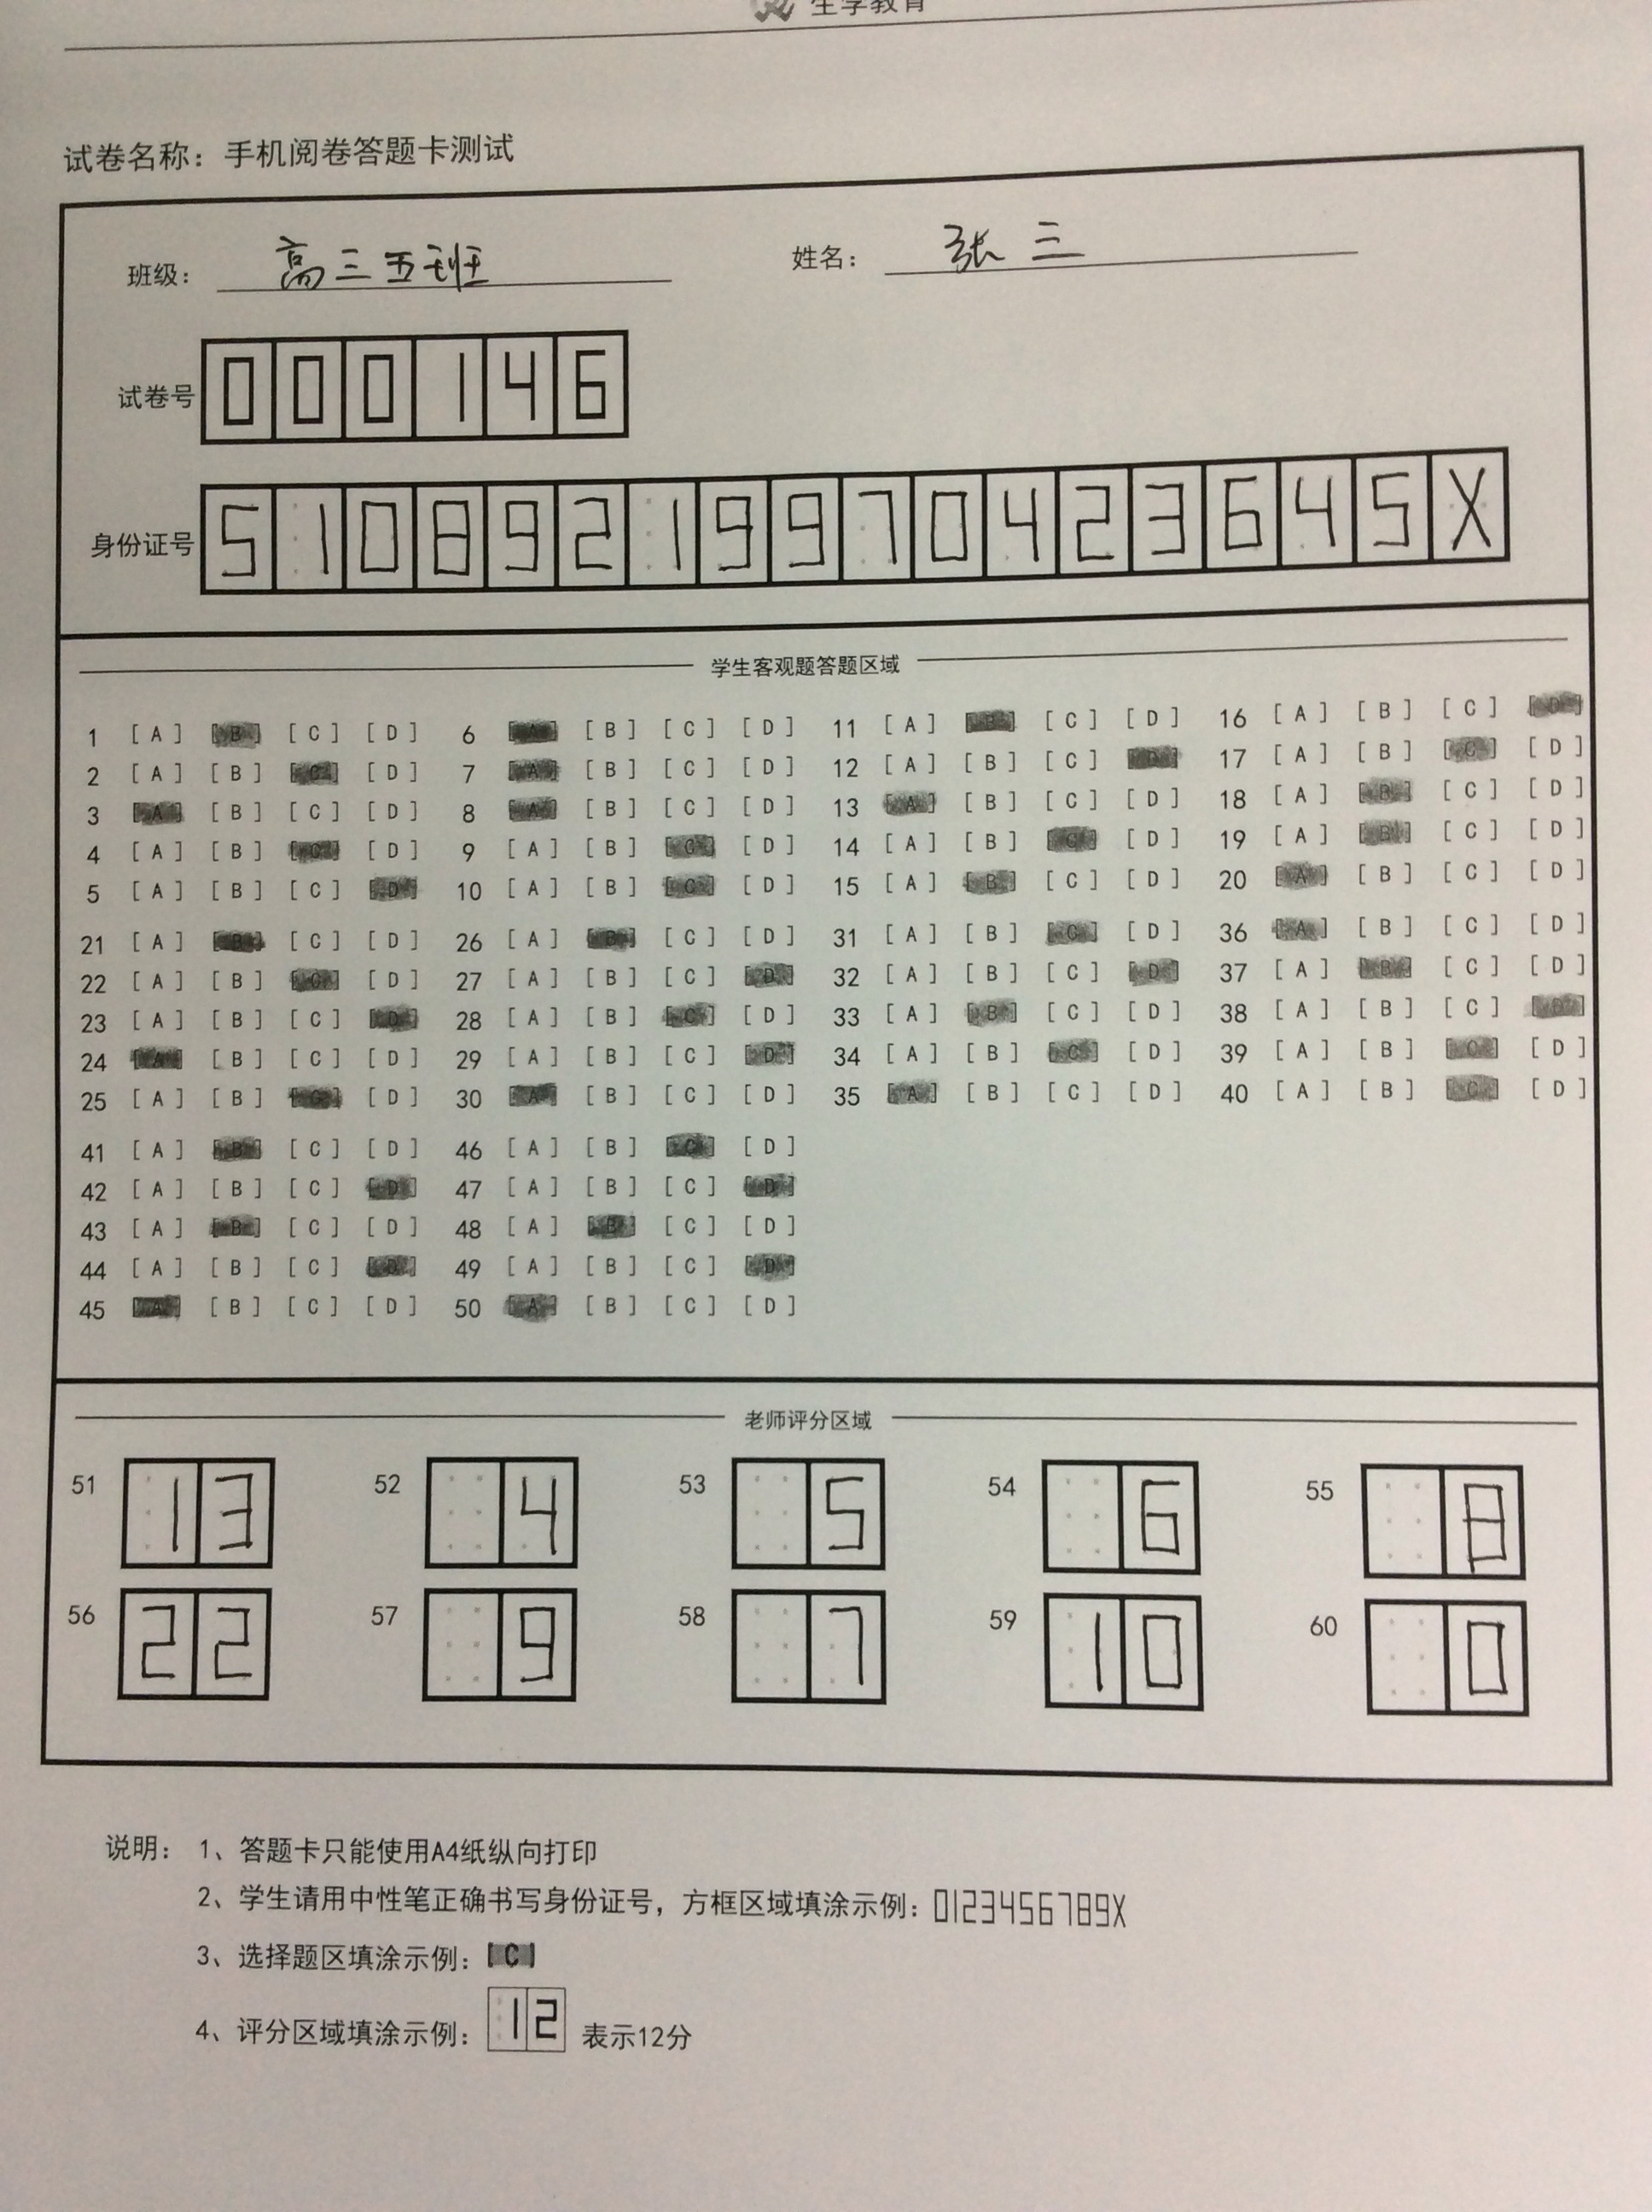 生学教育
试卷名称：手机阅卷答题卡测试
班级： 高三五班 姓名： 张三
试卷号 000146
身份证号 51089219970423645X
学生客观题答题区域
1 [A] [B] [C] [D] 6 [A] [B] [C] [D] 11 [A] [B] [C] [D] 16 [A] [B] [C] [D]
2 [A] [B] [C] [D] 7 [A] [B] [C] [D] 12 [A] [B] [C] [D] 17 [A] [B] [C] [D]
3 [A] [B] [C] [D] 8 [A] [B] [C] [D] 13 [A] [B] [C] [D] 18 [A] [B] [C] [D]
4 [A] [B] [C] [D] 9 [A] [B] [C] [D] 14 [A] [B] [C] [D] 19 [A] [B] [C] [D]
5 [A] [B] [C] [D] 10 [A] [B] [C] [D] 15 [A] [B] [C] [D] 20 [A] [B] [C] [D]
21 [A] [B] [C] [D] 26 [A] [B] [C] [D] 31 [A] [B] [C] [D] 36 [A] [B] [C] [D]
22 [A] [B] [C] [D] 27 [A] [B] [C] [D] 32 [A] [B] [C] [D] 37 [A] [B] [C] [D]
23 [A] [B] [C] [D] 28 [A] [B] [C] [D] 33 [A] [B] [C] [D] 38 [A] [B] [C] [D]
24 [A] [B] [C] [D] 29 [A] [B] [C] [D] 34 [A] [B] [C] [D] 39 [A] [B] [C] [D]
25 [A] [B] [C] [D] 30 [A] [B] [C] [D] 35 [A] [B] [C] [D] 40 [A] [B] [C] [D]
41 [A] [B] [C] [D] 46 [A] [B] [C] [D]
42 [A] [B] [C] [D] 47 [A] [B] [C] [D]
43 [A] [B] [C] [D] 48 [A] [B] [C] [D]
44 [A] [B] [C] [D] 49 [A] [B] [C] [D]
45 [A] [B] [C] [D] 50 [A] [B] [C] [D]
老师评分区域
51 13 52 4 53 5 54 6 55 8
56 22 57 9 58 7 59 10 60 0
说明： 1、答题卡只能使用A4纸纵向打印
2、学生请用中性笔正确书写身份证号，方框区域填涂示例：0123456789X
3、选择题区填涂示例：[C]
4、评分区域填涂示例：12 表示12分